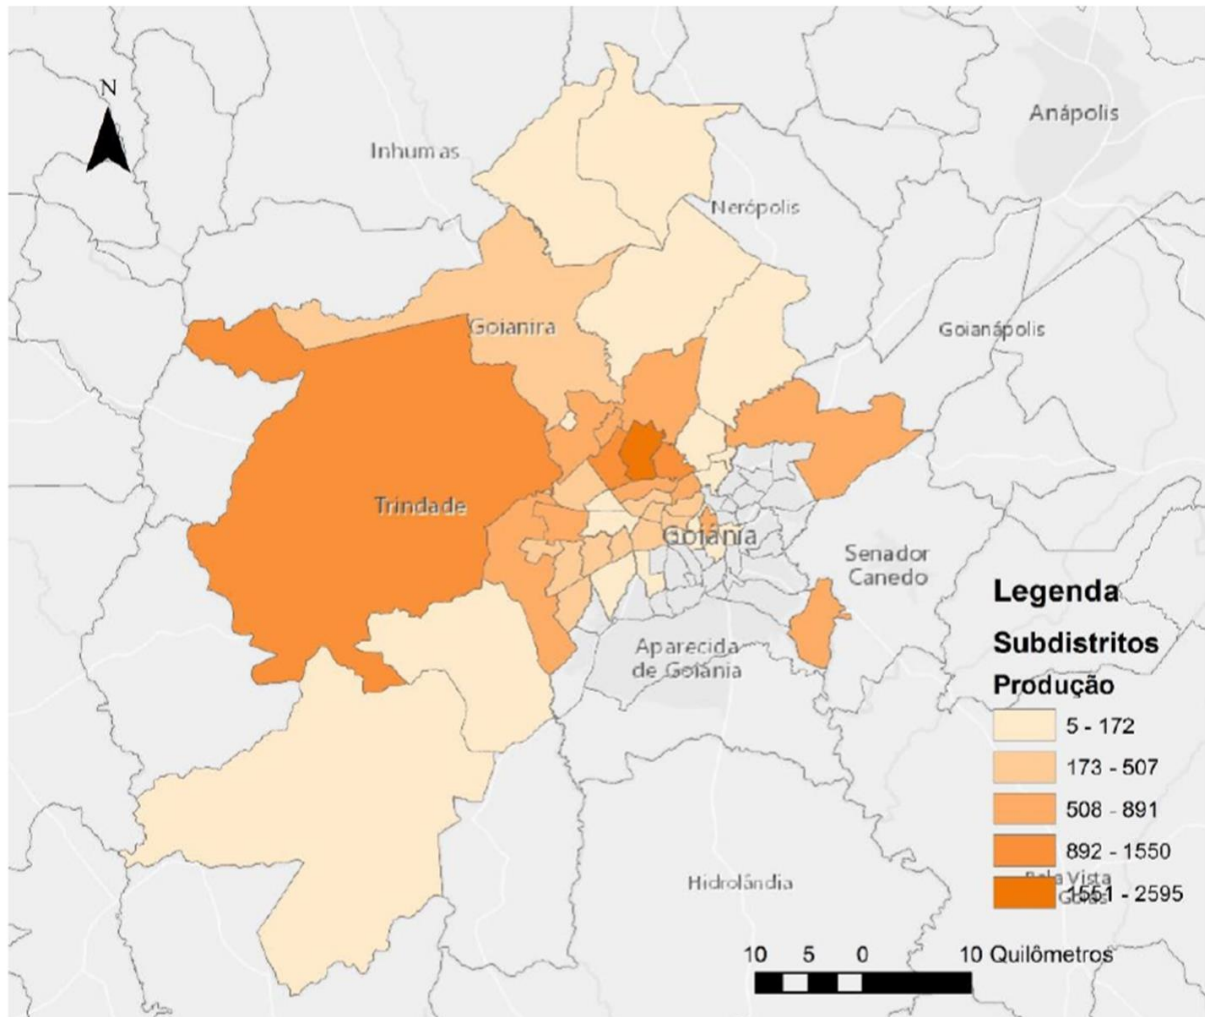 N
Anápolis
Inhumas
Nerópolis
Goianira
Goianápolis
Trindade
Goiânia
Senador
Canedo
Aparecida
de Goiânia
Hidrolândia
Legenda
Subdistritos
Produção
5 - 172
173 - 507
508 - 891
892 - 1550
Vista
1551 - 2595
10 5 0 10 Quilômetros